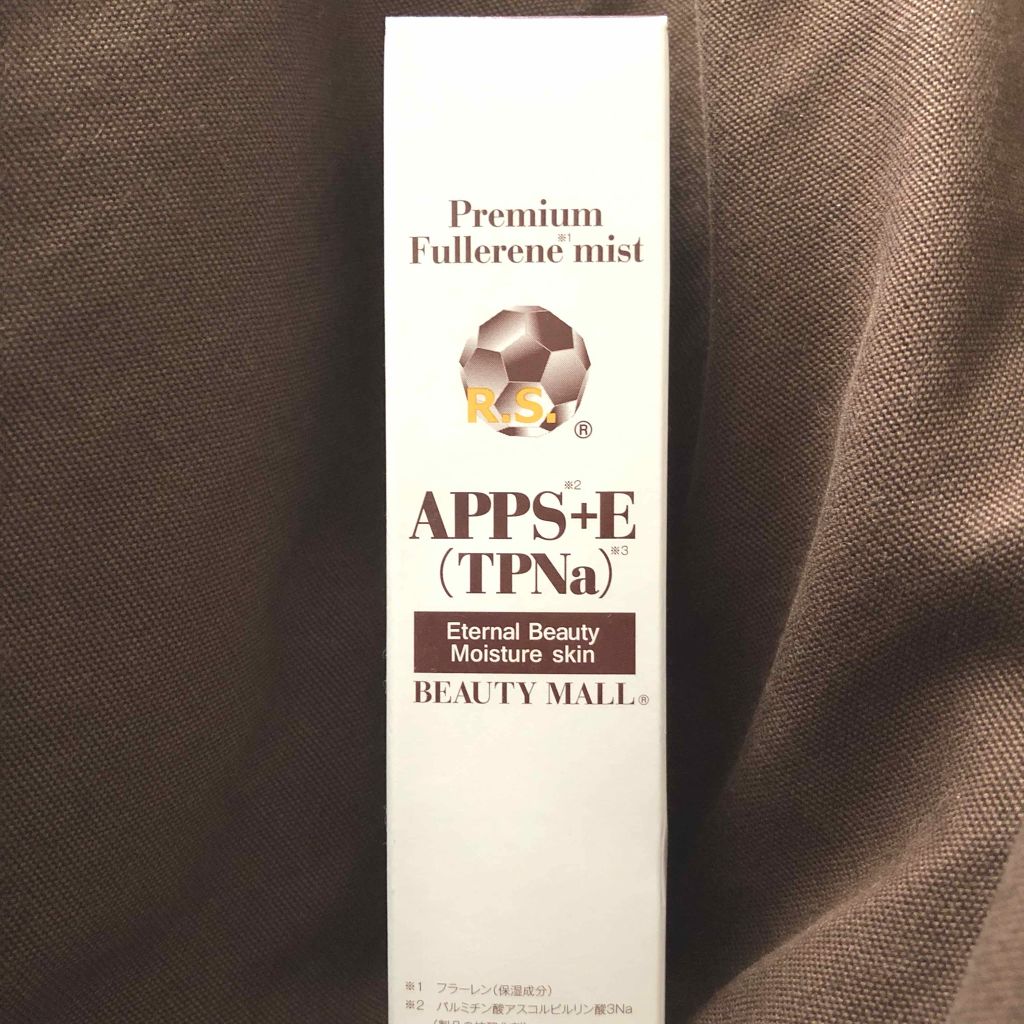 Premium
Fullerene※1 mist
R.S.
®
APPS※2+E
(TPNa)※3
Eternal Beauty
Moisture skin
BEAUTY MALL®
※1 フラーレン(保湿成分)
※2 パルミチン酸アスコルビルリン酸3Na